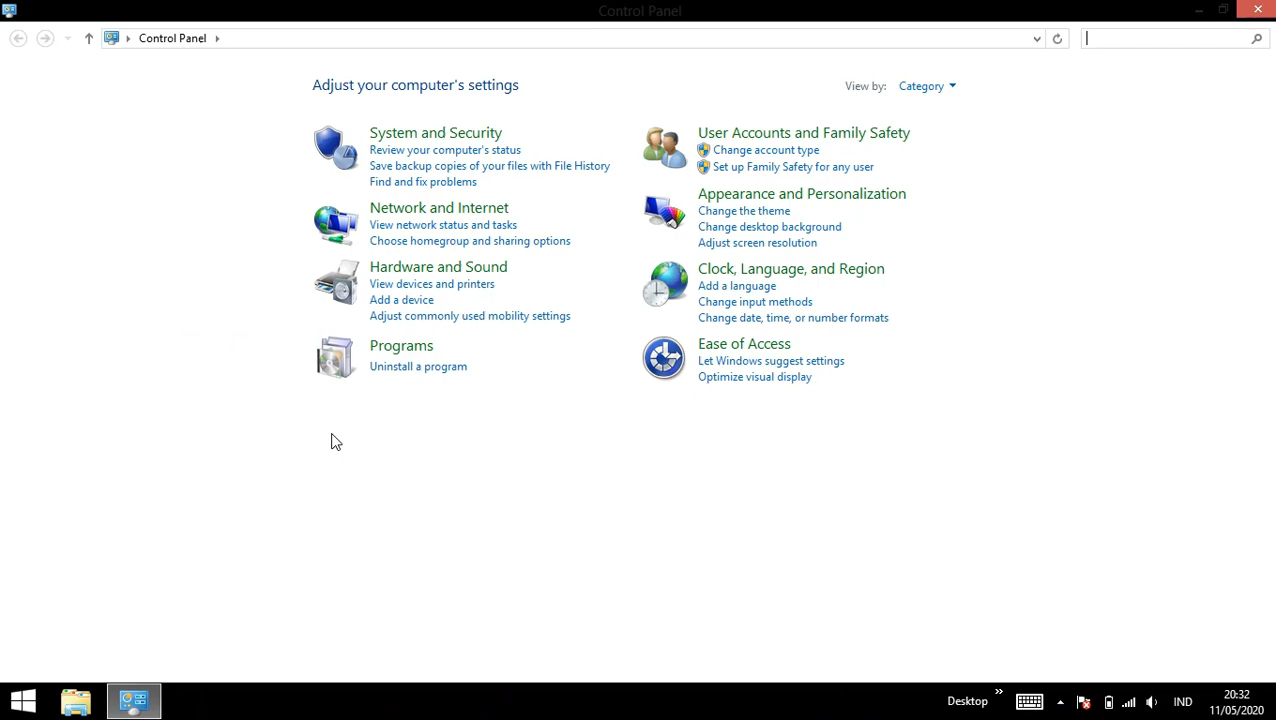 Control Panel
Control Panel
Adjust your computer's settings
View by: Category
System and Security
Review your computer's status
Save backup copies of your files with File History
Find and fix problems
Network and Internet
View network status and tasks
Choose homegroup and sharing options
Hardware and Sound
View devices and printers
Add a device
Adjust commonly used mobility settings
Programs
Uninstall a program
User Accounts and Family Safety
Change account type
Set up Family Safety for any user
Appearance and Personalization
Change the theme
Change desktop background
Adjust screen resolution
Clock, Language, and Region
Add a language
Change input methods
Change date, time, or number formats
Ease of Access
Let Windows suggest settings
Optimize visual display
Desktop
IND
20:32
11/05/2020